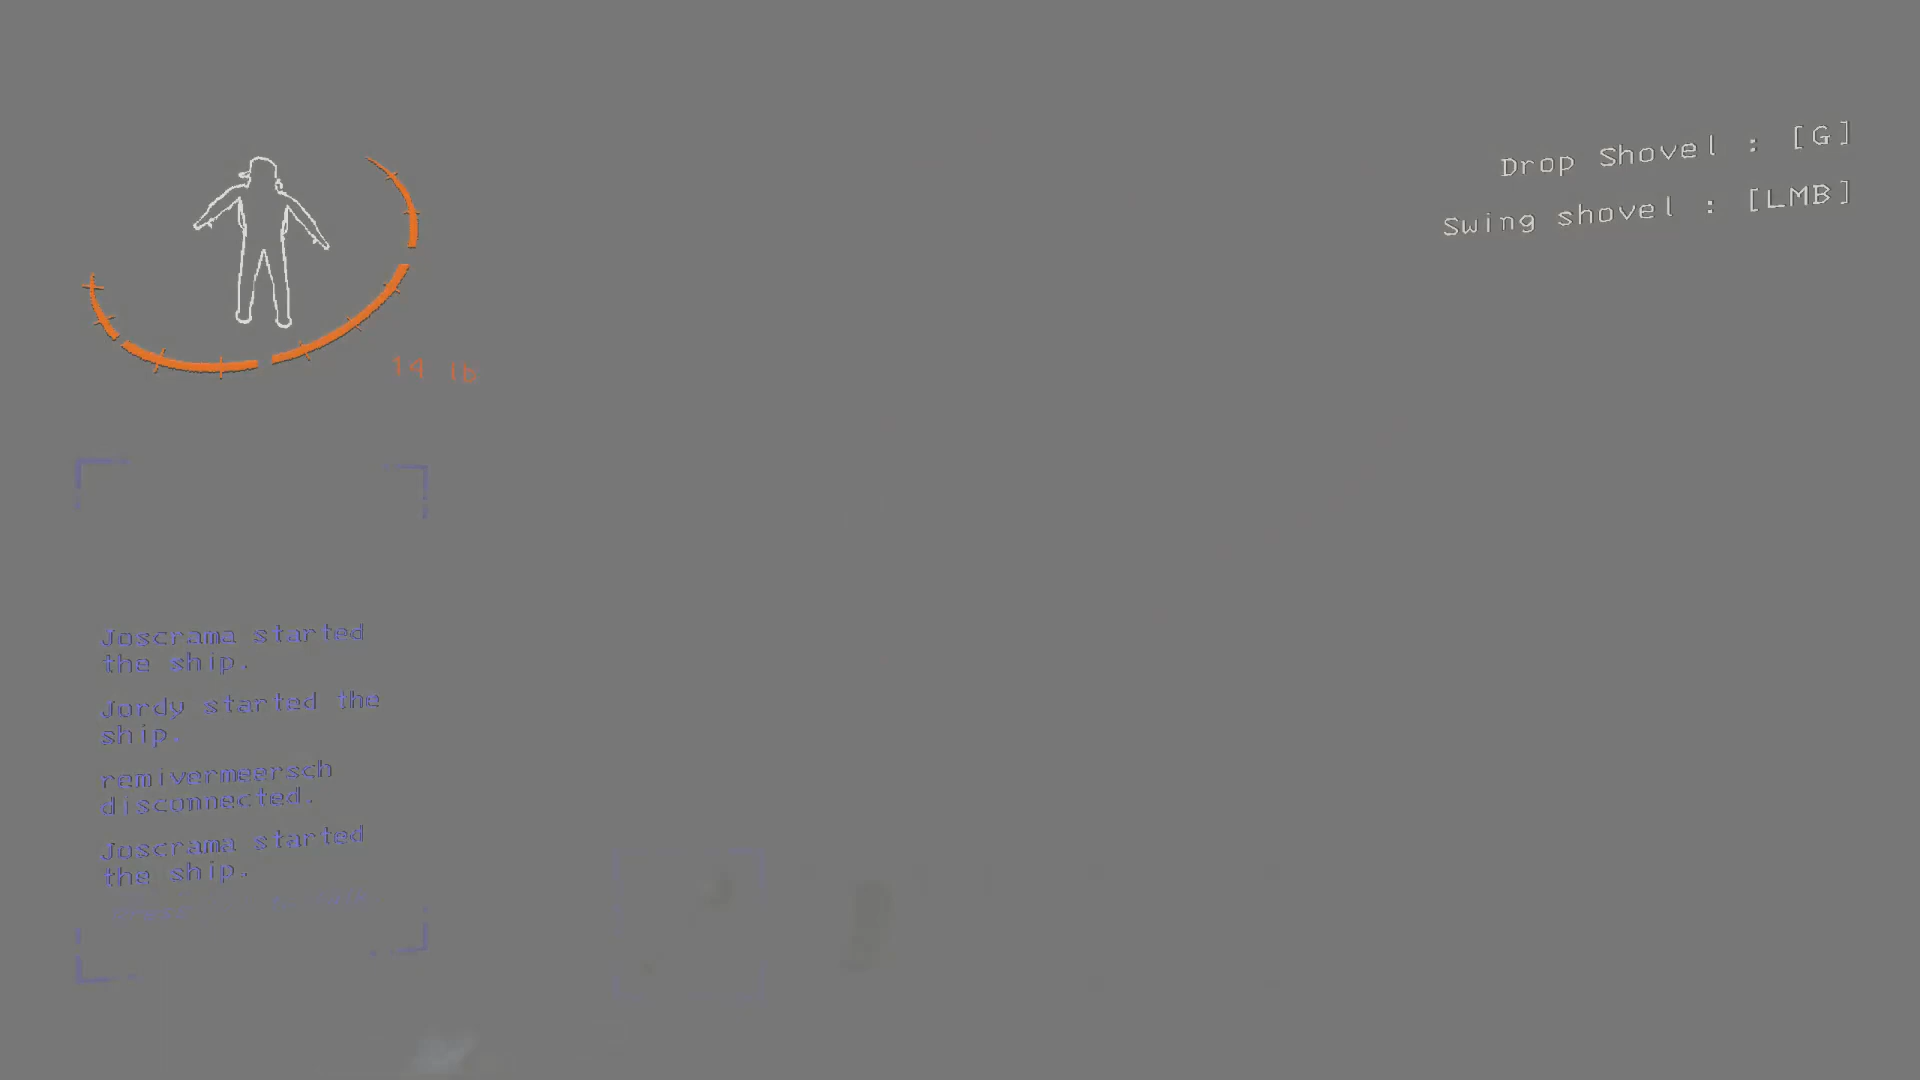 Drop Shovel : [G]
Swing shovel : [LMB]
14 lb
Joscrama started
the ship.
Jordy started the
ship.
remivermeersch
disconnected.
Joscrama started
the ship.